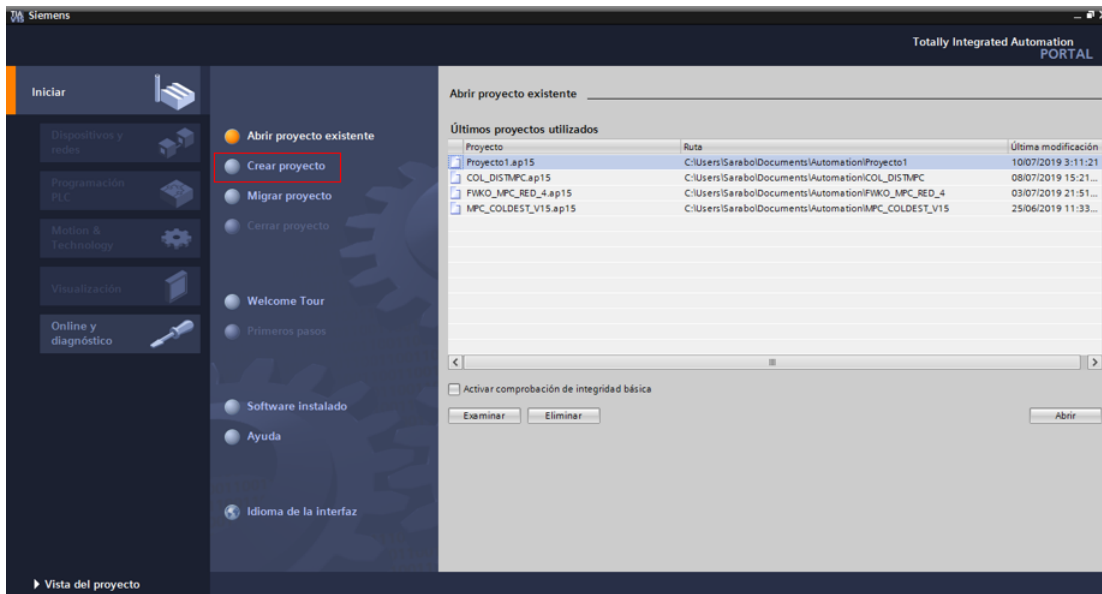 Siemens
Totally Integrated Automation
PORTAL
Iniciar
Dispositivos y
redes
Programación
PLC
Motion &
Technology
Visualización
Online y
diagnóstico
Vista del proyecto
Abrir proyecto existente
Crear proyecto
Migrar proyecto
Cerrar proyecto
Welcome Tour
Primeros pasos
Software instalado
Ayuda
Idioma de la interfaz
Abrir proyecto existente
Últimos proyectos utilizados
Proyecto Ruta Última modificación
Proyecto1.ap15 C:\Users\Sarabo\Documents\Automation\Proyecto1 10/07/2019 3:11:21
COL_DISTMPC.ap15 C:\Users\Sarabo\Documents\Automation\COL_DISTMPC 08/07/2019 15:21...
FWKO_MPC_RED_4.ap15 C:\Users\Sarabo\Documents\Automation\FWKO_MPC_RED_4 03/07/2019 21:51...
MPC_COLDEST_V15.ap15 C:\Users\Sarabo\Documents\Automation\MPC_COLDEST_V15 25/06/2019 11:33...
Activar comprobación de integridad básica
Examinar Eliminar Abrir